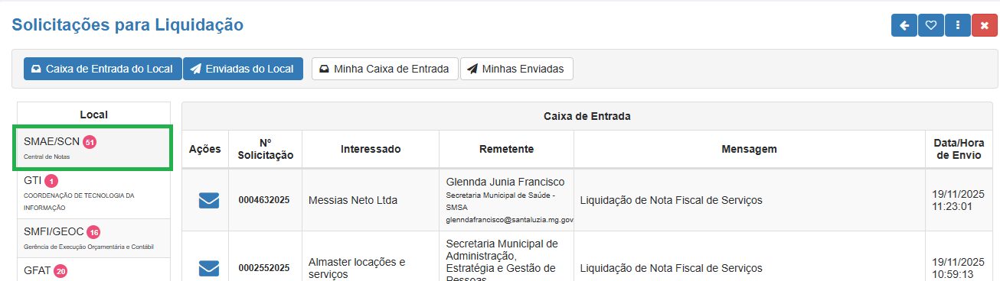 Solicitações para Liquidação
Caixa de Entrada do Local
Enviadas do Local
Minha Caixa de Entrada
Minhas Enviadas
Local
SMAE/SCN 51
Central de Notas
GTI 1
COORDENAÇÃO DE TECNOLOGIA DA
INFORMAÇÃO
SMFI/GEOC 16
Gerência de Execução Orçamentária e Contábil
GFAT 20
Caixa de Entrada
Ações
Nº
Solicitação
Interessado
Remetente
Mensagem
Data/Hora
de Envio
0004632025
Messias Neto Ltda
Glennda Junia Francisco
Secretaria Municipal de Saúde -
SMSA
glenndafrancisco@santaluzia.mg.gov
Liquidação de Nota Fiscal de Serviços
19/11/2025
11:23:01
0002552025
Almaster locações e
serviços
Secretaria Municipal de
Administração,
Estratégia e Gestão de
Pessoas
Liquidação de Nota Fiscal de Serviços
19/11/2025
10:59:13